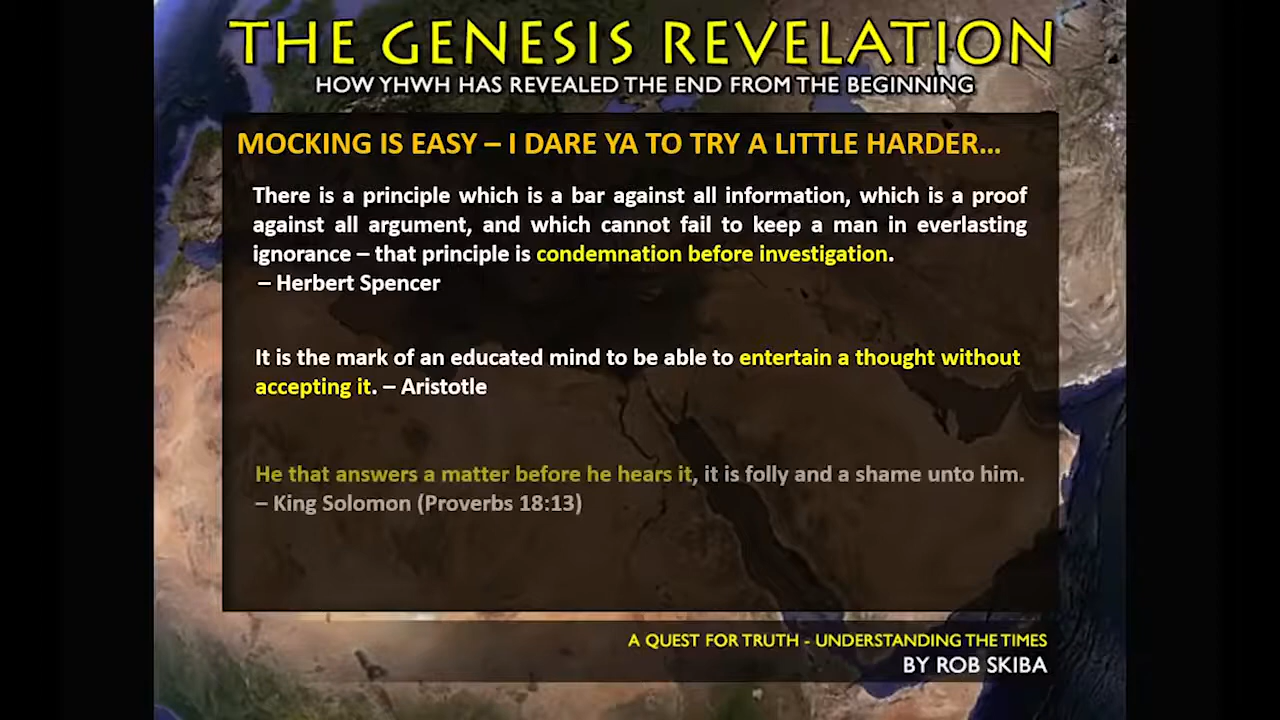 THE GENESIS REVELATION
HOW YHWH HAS REVEALED THE END FROM THE BEGINNING
MOCKING IS EASY – I DARE YA TO TRY A LITTLE HARDER...
There is a principle which is a bar against all information, which is a proof
against all argument, and which cannot fail to keep a man in everlasting
ignorance – that principle is condemnation before investigation.
– Herbert Spencer
It is the mark of an educated mind to be able to entertain a thought without
accepting it. – Aristotle
He that answers a matter before he hears it, it is folly and a shame unto him.
– King Solomon (Proverbs 18:13)
A QUEST FOR TRUTH - UNDERSTANDING THE TIMES
BY ROB SKIBA